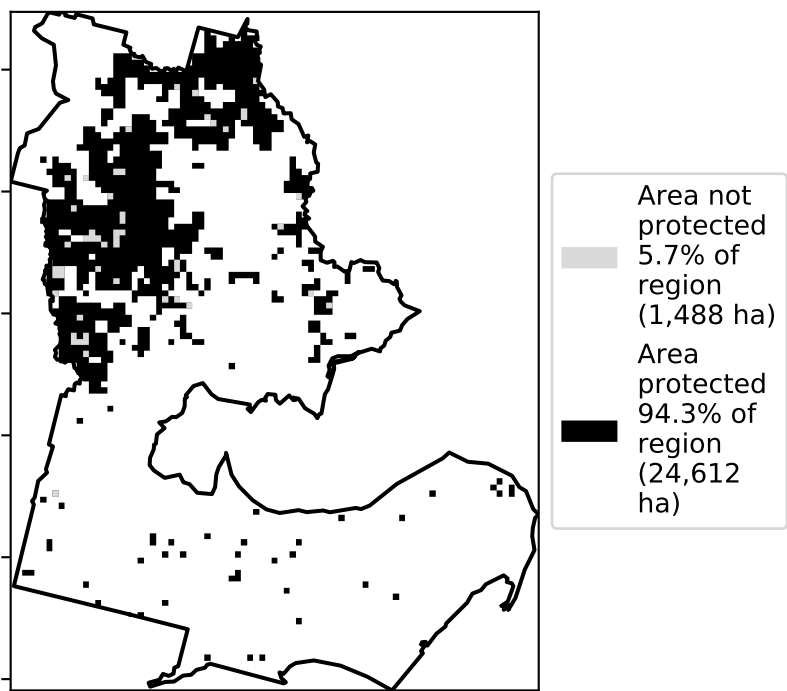 Area not
protected
5.7% of
region
(1,488 ha)
Area
protected
94.3% of
region
(24,612
ha)